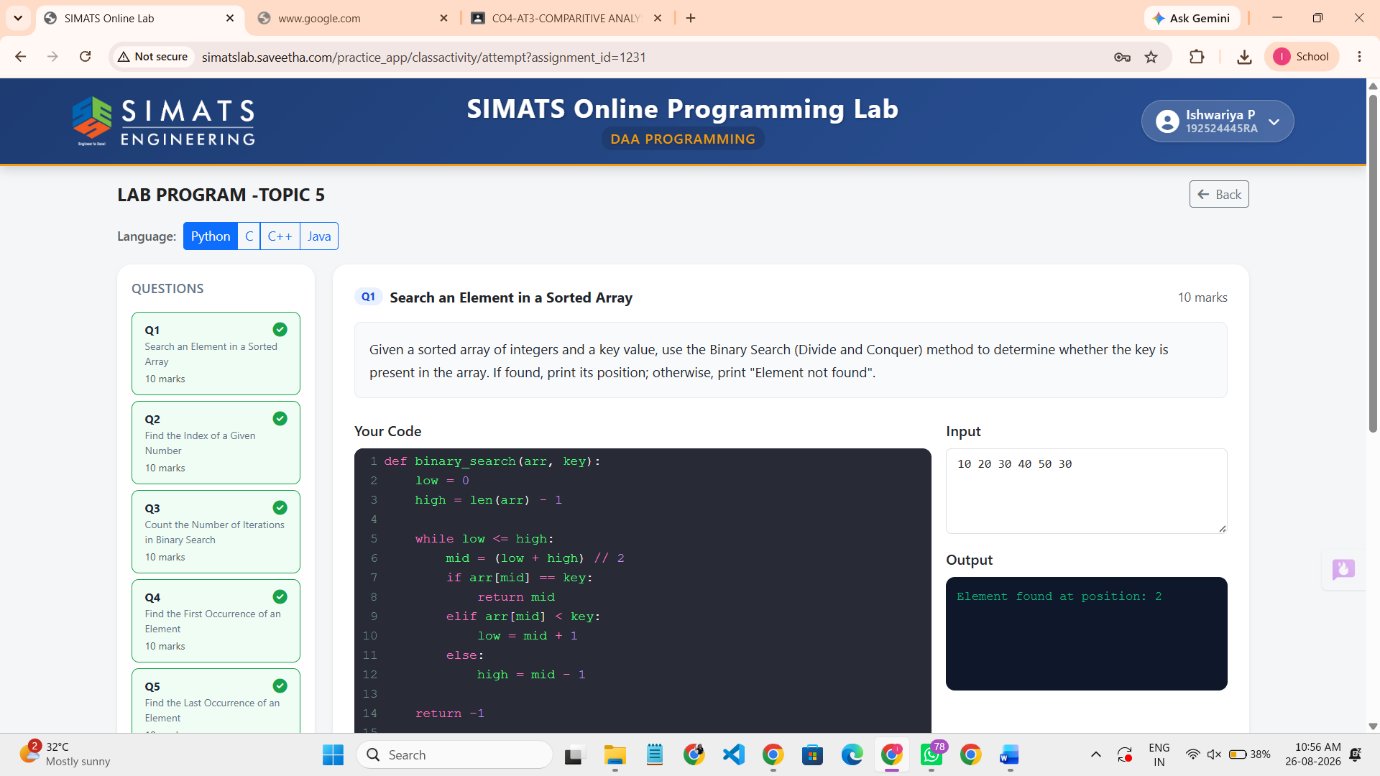 SIMATS Online Lab
www.google.com
CO4-AT3-COMPARITIVE ANALY
Ask Gemini
Not secure
simatslab.saveetha.com/practice_app/classactivity/attempt?assignment_id=1231
School
SIMATS
ENGINEERING
Engineer to Excel
SIMATS Online Programming Lab
DAA PROGRAMMING
Ishwariya P
192524445RA
LAB PROGRAM -TOPIC 5
Back
Language: Python C C++ Java
QUESTIONS
Q1
Search an Element in a Sorted
Array
10 marks
Q2
Find the Index of a Given
Number
10 marks
Q3
Count the Number of Iterations
in Binary Search
10 marks
Q4
Find the First Occurrence of an
Element
10 marks
Q5
Find the Last Occurrence of an
Element
Q1 Search an Element in a Sorted Array
10 marks
Given a sorted array of integers and a key value, use the Binary Search (Divide and Conquer) method to determine whether the key is
present in the array. If found, print its position; otherwise, print "Element not found".
Your Code
1 def binary_search(arr, key):
2 low = 0
3 high = len(arr) - 1
4
5 while low <= high:
6 mid = (low + high) // 2
7 if arr[mid] == key:
8 return mid
9 elif arr[mid] < key:
10 low = mid + 1
11 else:
12 high = mid - 1
13
14 return -1
15
Input
10 20 30 40 50 30
Output
Element found at position: 2
2
32°C
Mostly sunny
Search
78
ENG
IN
38%
10:56 AM
26-08-2026